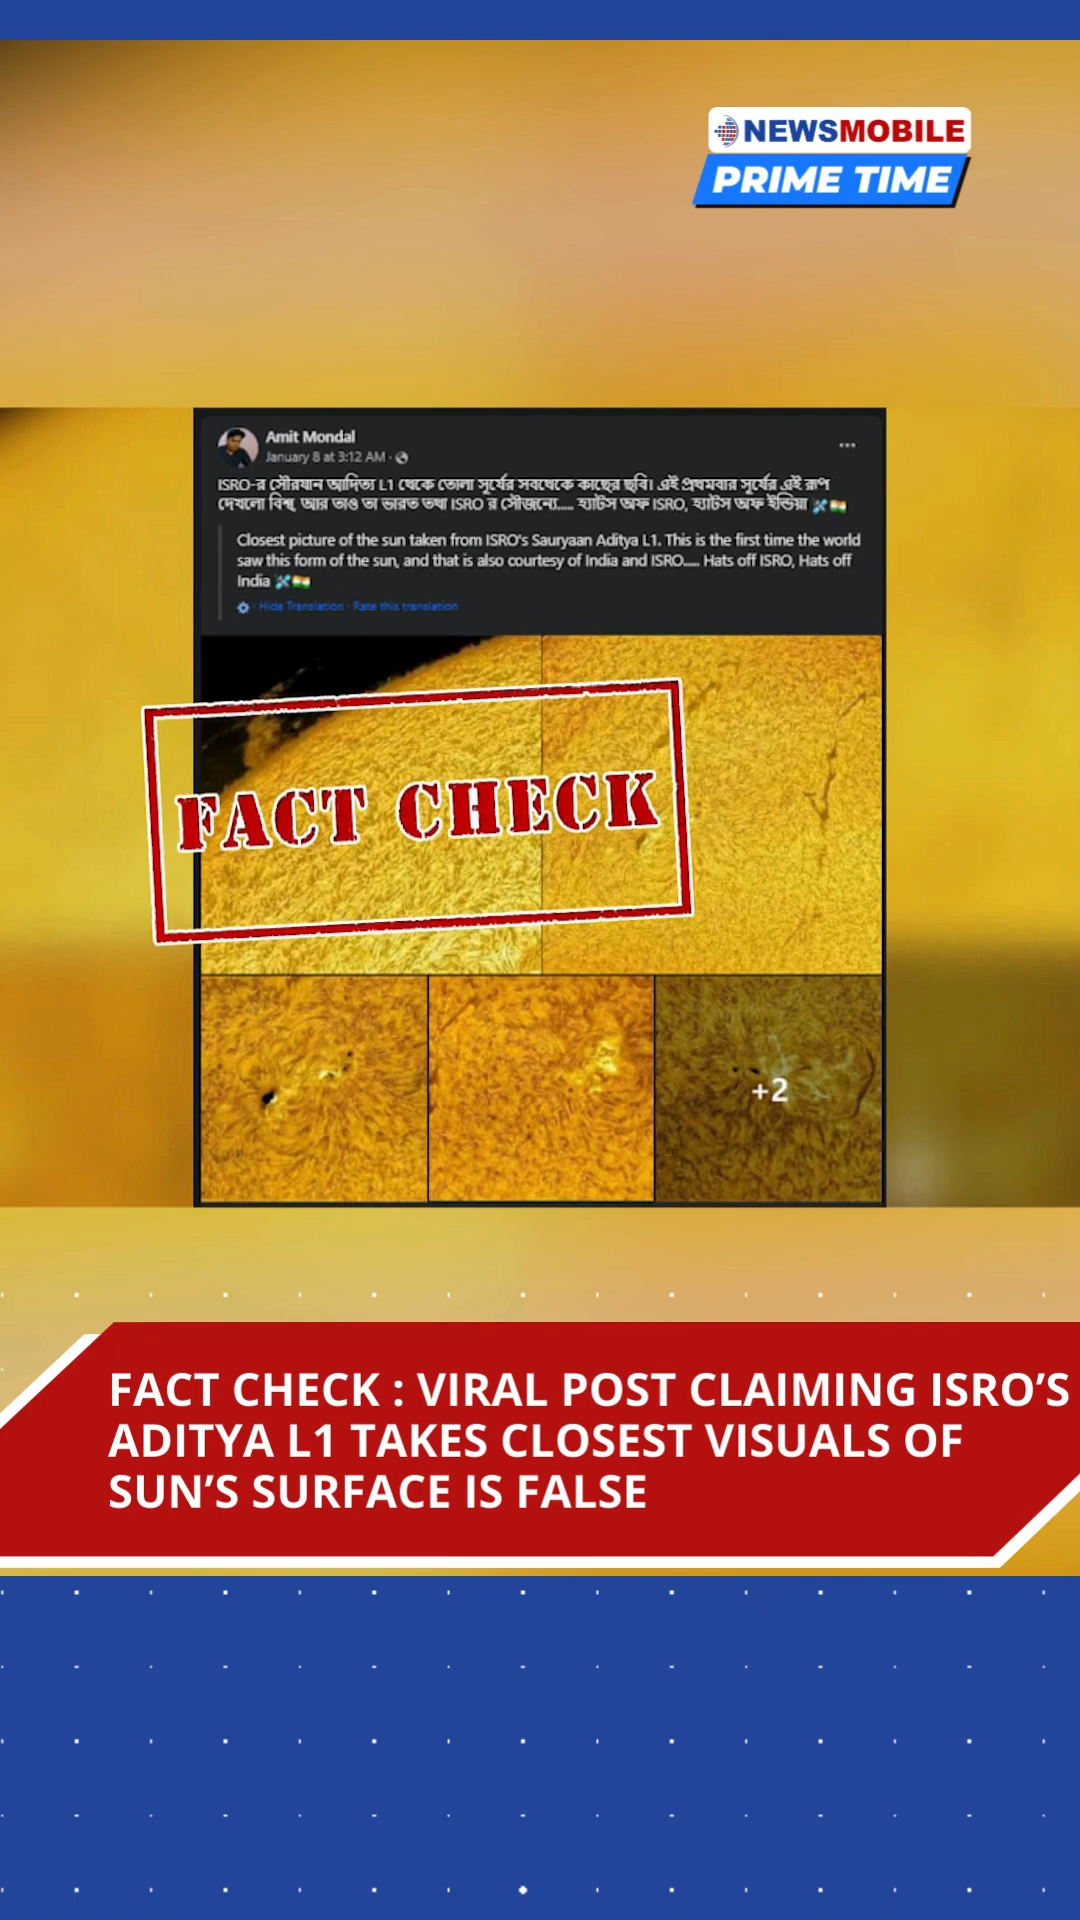 NEWSMOBILE
PRIME TIME
Amit Mondal
January 8 at 3:12 AM ·
ISRO-র সৌরযান আদিত্য L1 থেকে তোলা সূর্যের সবথেকে কাছের ছবি। এই প্রথমবার সূর্যের এই রূপ
দেখলো বিশ্ব, আর তাও তা ভারত তথা ISRO র সৌজন্যে.... হ্যাটস অফ ISRO, হ্যাটস অফ ইন্ডিয়া 🛰️🇮🇳
Closest picture of the sun taken from ISRO's Sauryaan Aditya L1. This is the first time the world
saw this form of the sun, and that is also courtesy of India and ISRO..... Hats off ISRO, Hats off
India 🛰️🇮🇳
· Hide Translation · Rate this translation
FACT CHECK
+2
FACT CHECK : VIRAL POST CLAIMING ISRO’S
ADITYA L1 TAKES CLOSEST VISUALS OF
SUN’S SURFACE IS FALSE